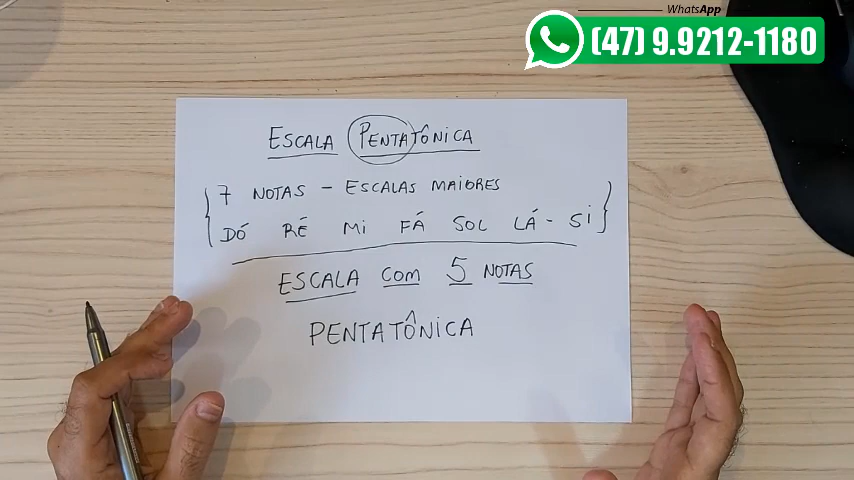 WhatsApp
(47) 9.9212-1180
ESCALA PENTATÔNICA
7 NOTAS - ESCALAS MAIORES
DÓ RÉ Mi FÁ SOL LÁ - Si
ESCALA COM 5 NOTAS
PENTATÔNiCA